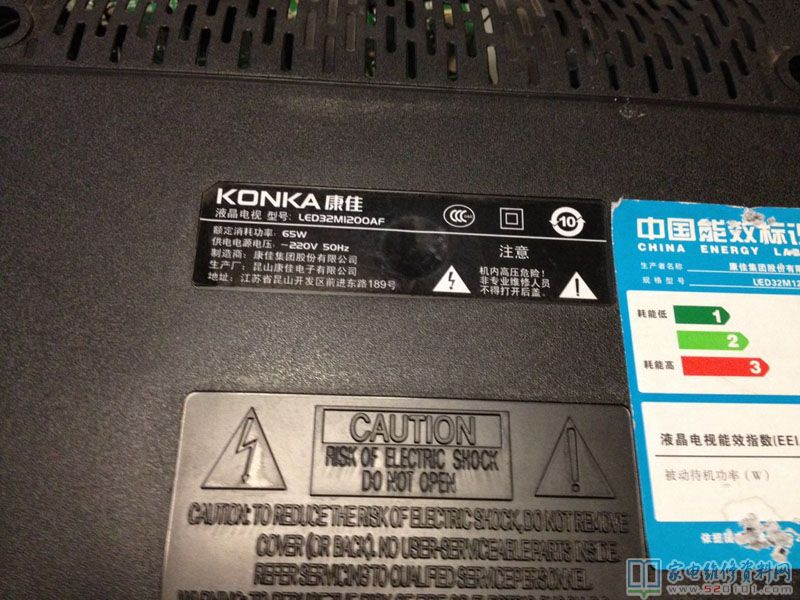 KONKA 康佳
液晶电视 型号: LED32M1200AF
额定消耗功率: 65W
供电电源电压: ~220V 50Hz
制造商: 康佳集团股份有限公司
生产厂: 昆山康佳电子有限公司
地址: 江苏省昆山开发区前进东路189号
CCC
10
注意
机内高压危险!
非专业维修人员
不得打开后盖。
中国能效标识
CHINA ENERGY LA
生产者名称 康佳集团股份有
规格型号 LED32M12
耗能低
1
2
耗能高
3
液晶电视能效指数(EEI
被动待机功率 (W)
依据
CAUTION
RISK OF ELECTRIC SHOCK
DO NOT OPEN
CAUTION: TO REDUCE THE RISK OF ELECTRIC SHOCK, DO NOT REMOVE
COVER (OR BACK). NO USER-SERVICEABLE PARTS INSIDE
REFER SERVICING TO QUALIFIED SERVICE PERSONNEL.
家电维修资料网
www.520101.com